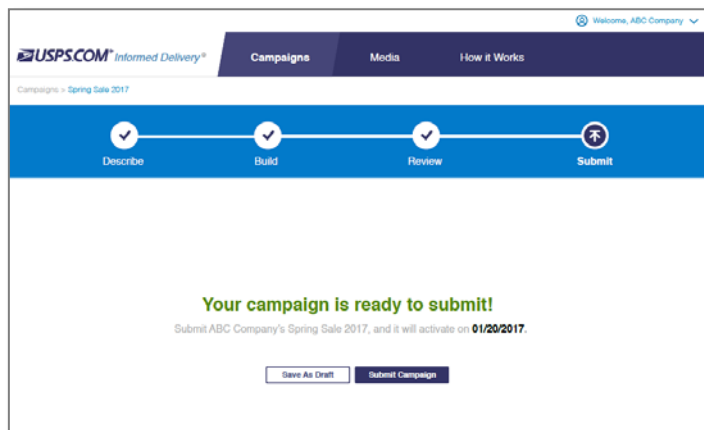 Welcome, ABC Company
USPS.COM® Informed Delivery®
Campaigns
Media
How it Works
Campaigns > Spring Sale 2017
Describe
Build
Review
Submit
Your campaign is ready to submit!
Submit ABC Company's Spring Sale 2017, and it will activate on 01/20/2017.
Save As Draft
Submit Campaign